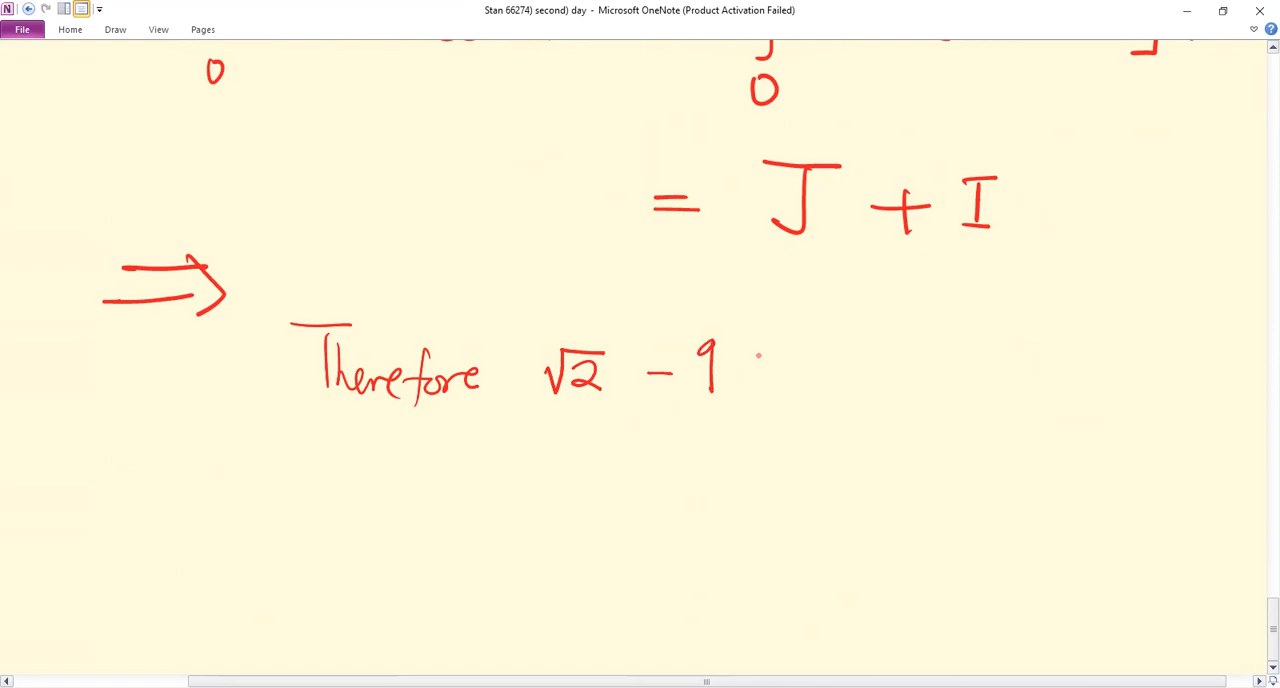 Stan 66274) second) day - Microsoft OneNote (Product Activation Failed)
File Home Draw View Pages
0
0
= J + I
⇒
Therefore √2 - 9